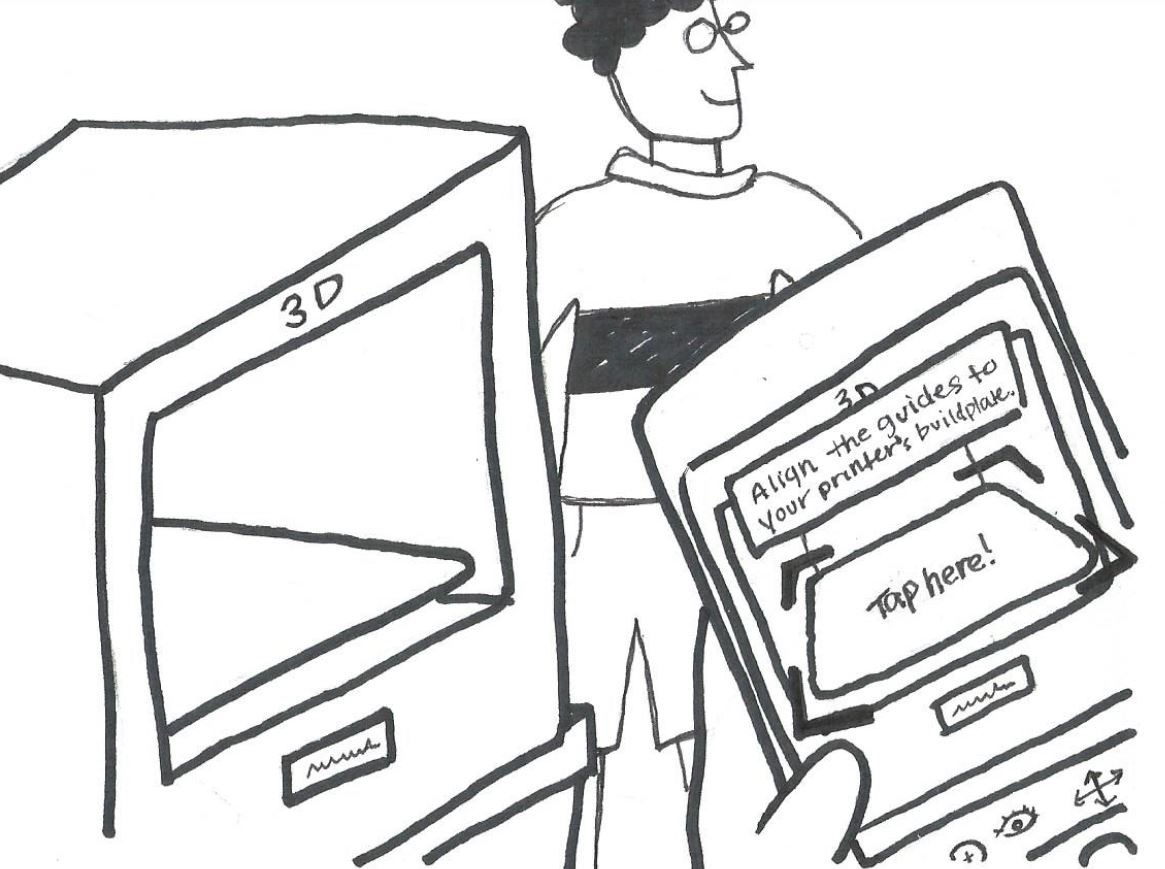 3D
3D
Align the guides to
your printer's buildplate.
Tap here!